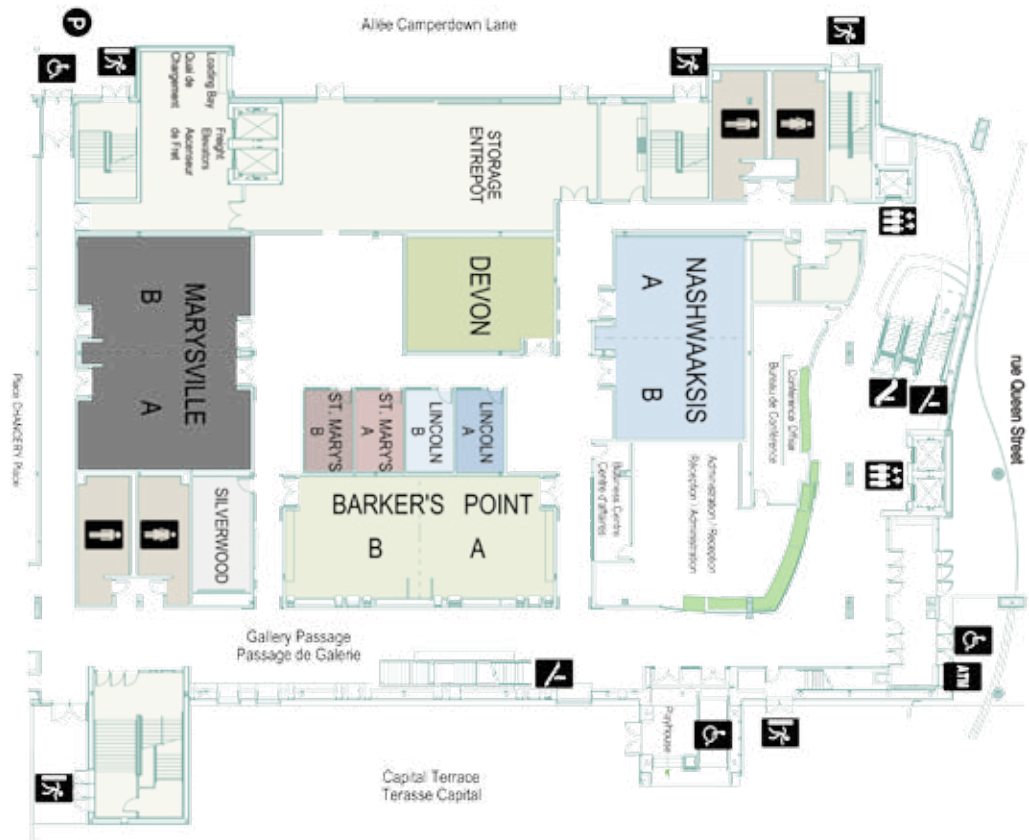 Allée Camperdown Lane
P
Loading Bay
Quai de
Chargement
Freight
Elevators
Ascenseur
de Fret
STORAGE
ENTREPÔT
MARYSVILLE
B
A
DEVON
NASHWAAKSIS
A
B
rue Queen Street
Conference Office
Bureau de Conférence
ST. MARY'S
B
ST. MARY'S
A
LINCOLN
B
LINCOLN
A
Place CHANCERY Place
SILVERWOOD
BARKER'S POINT
B
A
Business Centre
Centre d'affaires
Administration / Reception
Réception / Administration
Gallery Passage
Passage de Galerie
ATM
Playhouse
Capital Terrace
Terasse Capital